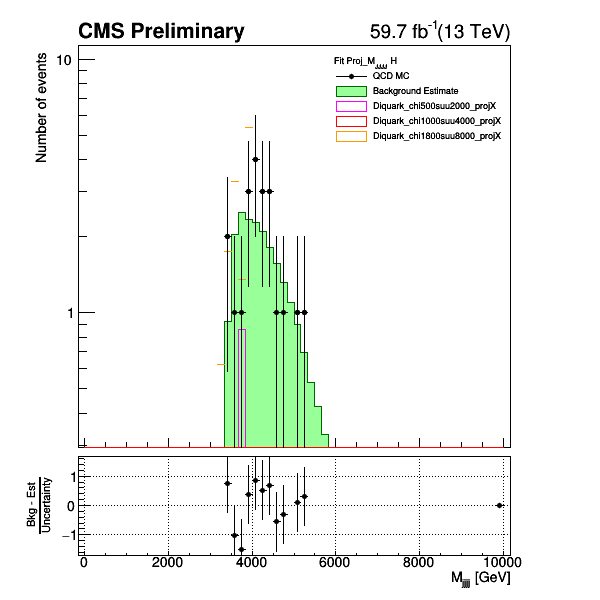 CMS Preliminary
59.7 fb⁻¹(13 TeV)
Number of events
10
1
Fit Proj_M_jjjj H
QCD MC
Background Estimate
Diquark_chi500suu2000_projX
Diquark_chi1000suu4000_projX
Diquark_chi1800suu8000_projX
Bkg - Est
Uncertainty
1
0
−1
0 2000 4000 6000 8000 10000
M_jjjj [GeV]